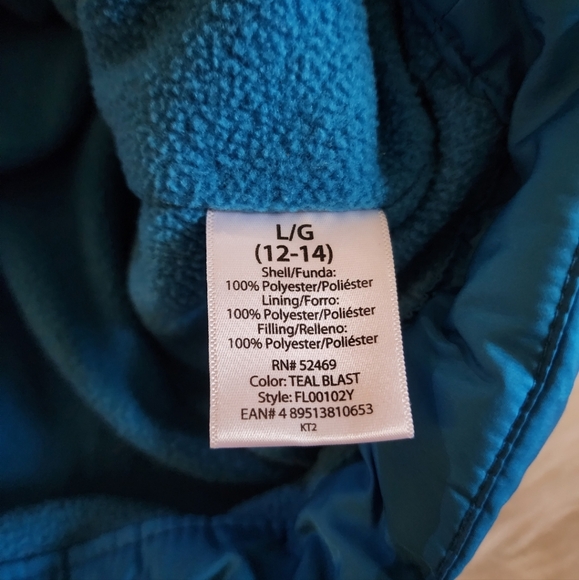 L/G
(12-14)
Shell/Funda:
100% Polyester/Poliéster
Lining/Forro:
100% Polyester/Poliéster
Filling/Relleno:
100% Polyester/Poliéster
RN# 52469
Color: TEAL BLAST
Style: FL00102Y
EAN# 4 89513810653
KT2